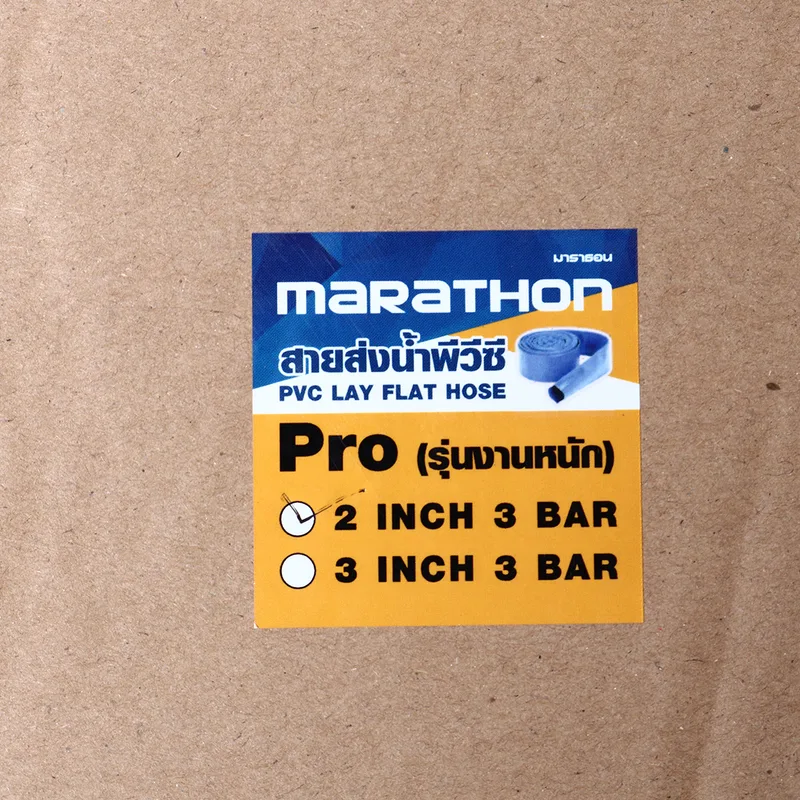 มาราธอน
maRaTHON
สายส่งน้ำพีวีซี
PVC LAY FLAT HOSE
Pro (รุ่นงานหนัก)
2 INCH 3 BAR
3 INCH 3 BAR